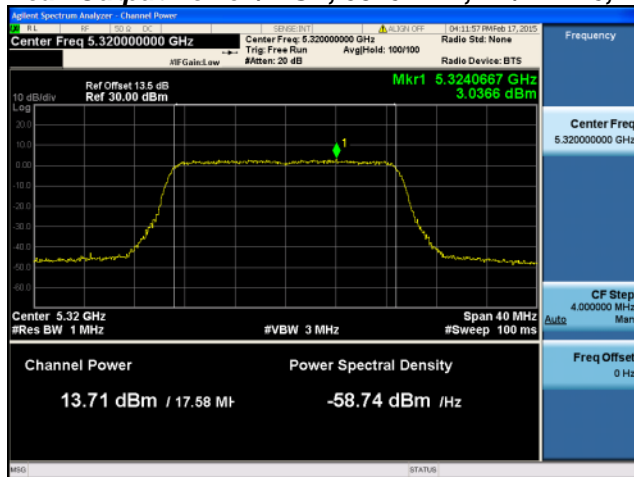 Agilent Spectrum Analyzer - Channel Power
RL RF 50 Ω DC SENSE:INT ALIGN OFF 04:11:57 PM Feb 17, 2015
Center Freq 5.320000000 GHz
Center Freq: 5.320000000 GHz
Radio Std: None
Trig: Free Run Avg|Hold: 100/100
#IFGain:Low #Atten: 20 dB Radio Device: BTS
Frequency
Ref Offset 13.5 dB
Mkr1 5.3240667 GHz
10 dB/div Ref 30.00 dBm 3.0366 dBm
Log
20.0
10.0
0.00
-10.0
-20.0
-30.0
-40.0
-50.0
-60.0
1
Center 5.32 GHz Span 40 MHz
#Res BW 1 MHz #VBW 3 MHz #Sweep 100 ms
Center Freq
5.320000000 GHz
CF Step
4.000000 MHz
Auto Man
Freq Offset
0 Hz
Channel Power Power Spectral Density
13.71 dBm / 17.58 MH -58.74 dBm /Hz
MSG STATUS